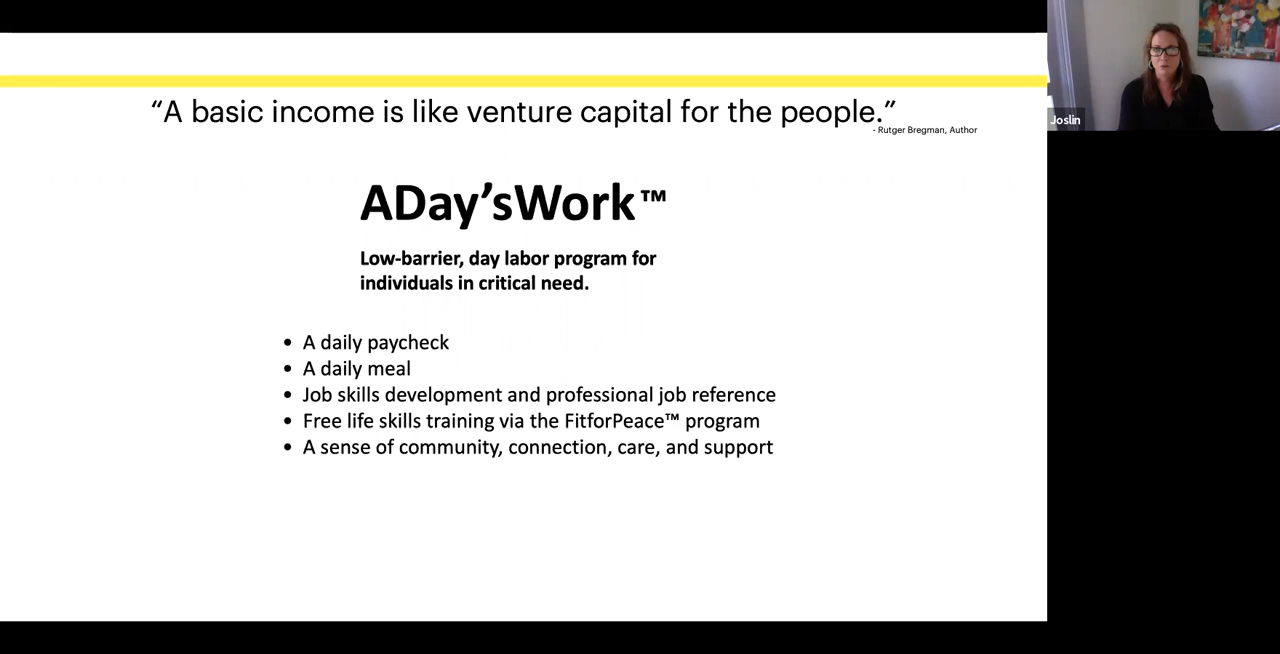 “A basic income is like venture capital for the people.”
- Rutger Bregman, Author
Joslin
ADay’sWork™
Low-barrier, day labor program for
individuals in critical need.
• A daily paycheck
• A daily meal
• Job skills development and professional job reference
• Free life skills training via the FitforPeace™ program
• A sense of community, connection, care, and support